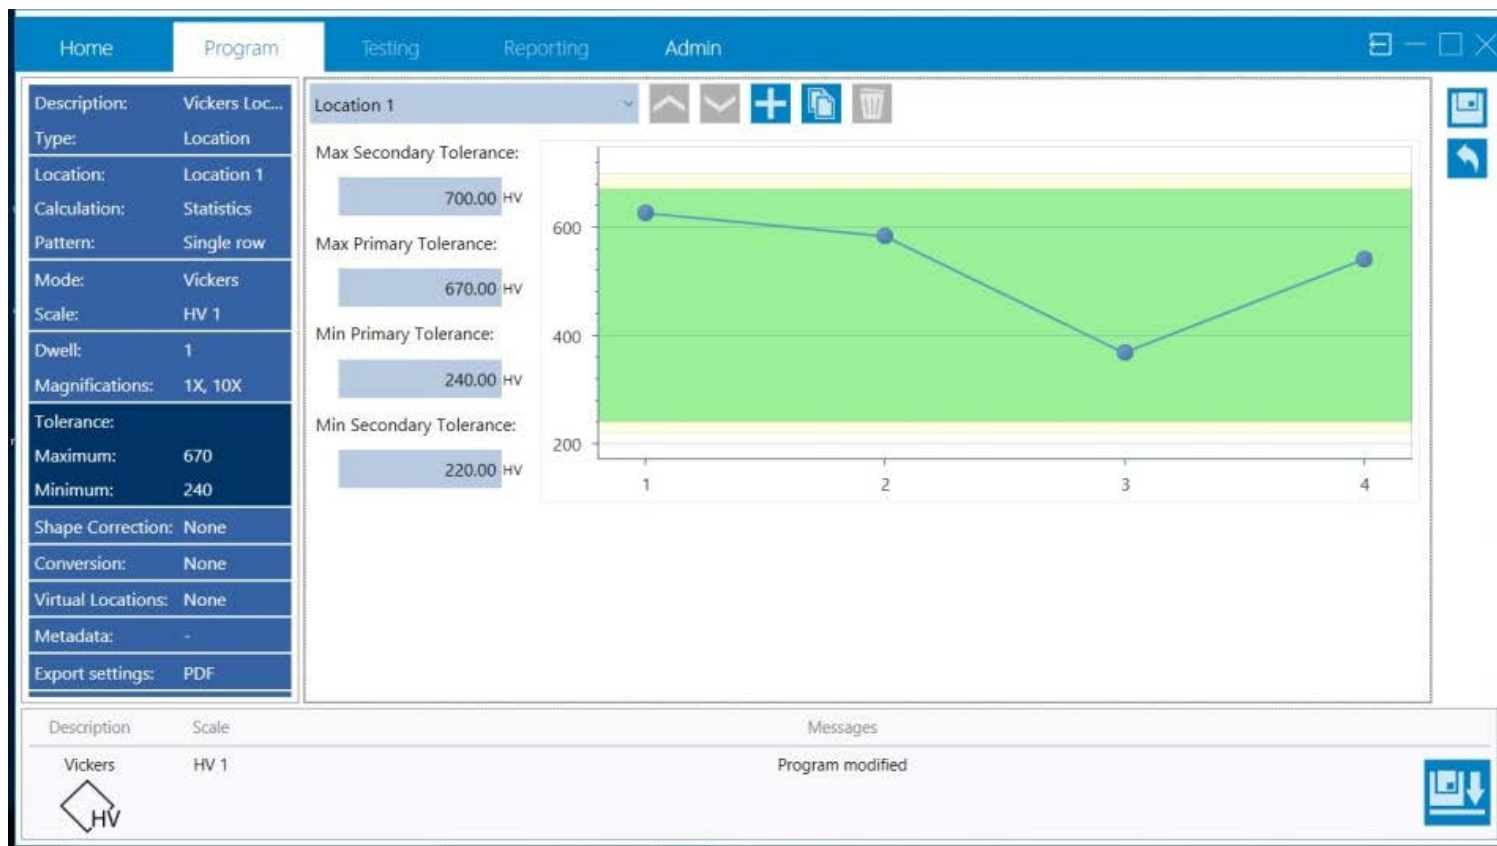 Home Program Testing Reporting Admin
Description: Vickers Loc...
Type: Location
Location: Location 1
Calculation: Statistics
Pattern: Single row
Mode: Vickers
Scale: HV 1
Dwell: 1
Magnifications: 1X, 10X
Tolerance:
Maximum: 670
Minimum: 240
Shape Correction: None
Conversion: None
Virtual Locations: None
Metadata: -
Export settings: PDF
Location 1
Max Secondary Tolerance:
700.00 HV
Max Primary Tolerance:
670.00 HV
Min Primary Tolerance:
240.00 HV
Min Secondary Tolerance:
220.00 HV
600
400
200
1 2 3 4
Description Scale Messages
Vickers HV 1 Program modified
HV